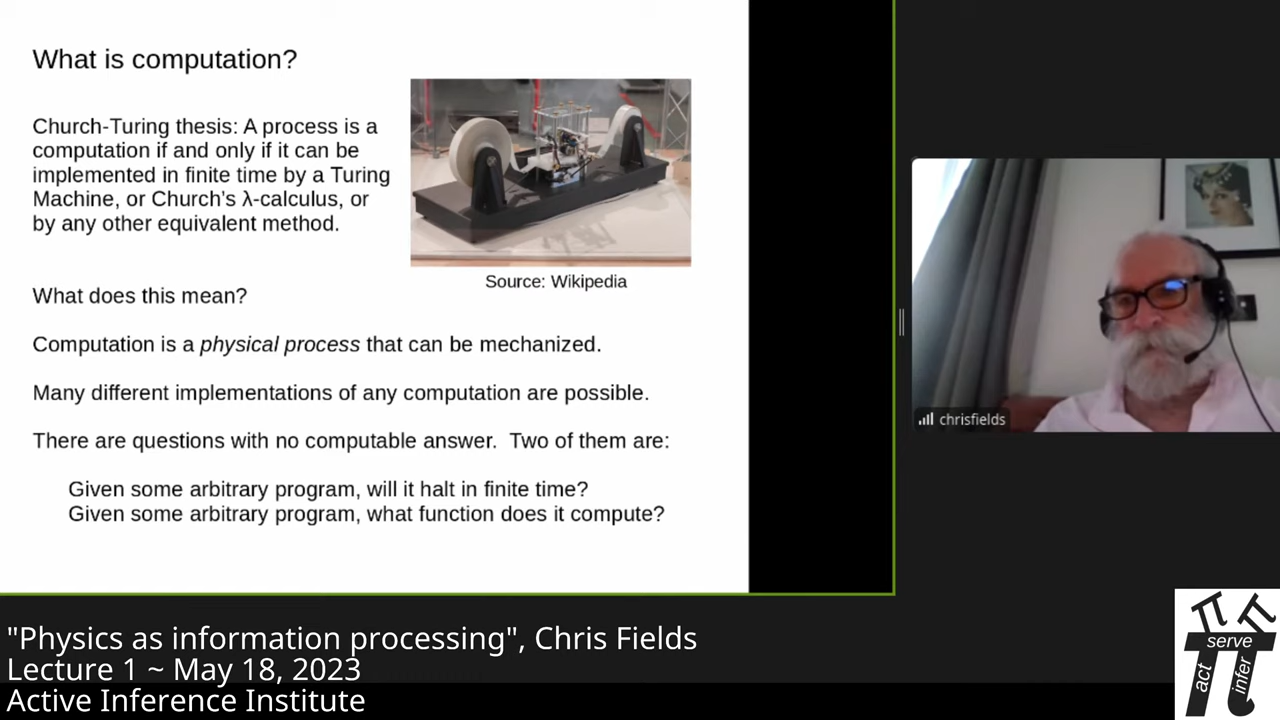 What is computation?
Church-Turing thesis: A process is a
computation if and only if it can be
implemented in finite time by a Turing
Machine, or Church's λ-calculus, or
by any other equivalent method.
Source: Wikipedia
What does this mean?
Computation is a physical process that can be mechanized.
Many different implementations of any computation are possible.
There are questions with no computable answer.  Two of them are:
Given some arbitrary program, will it halt in finite time?
Given some arbitrary program, what function does it compute?
chrisfields
"Physics as information processing", Chris Fields
Lecture 1 ~ May 18, 2023
Active Inference Institute
serve
act
infer